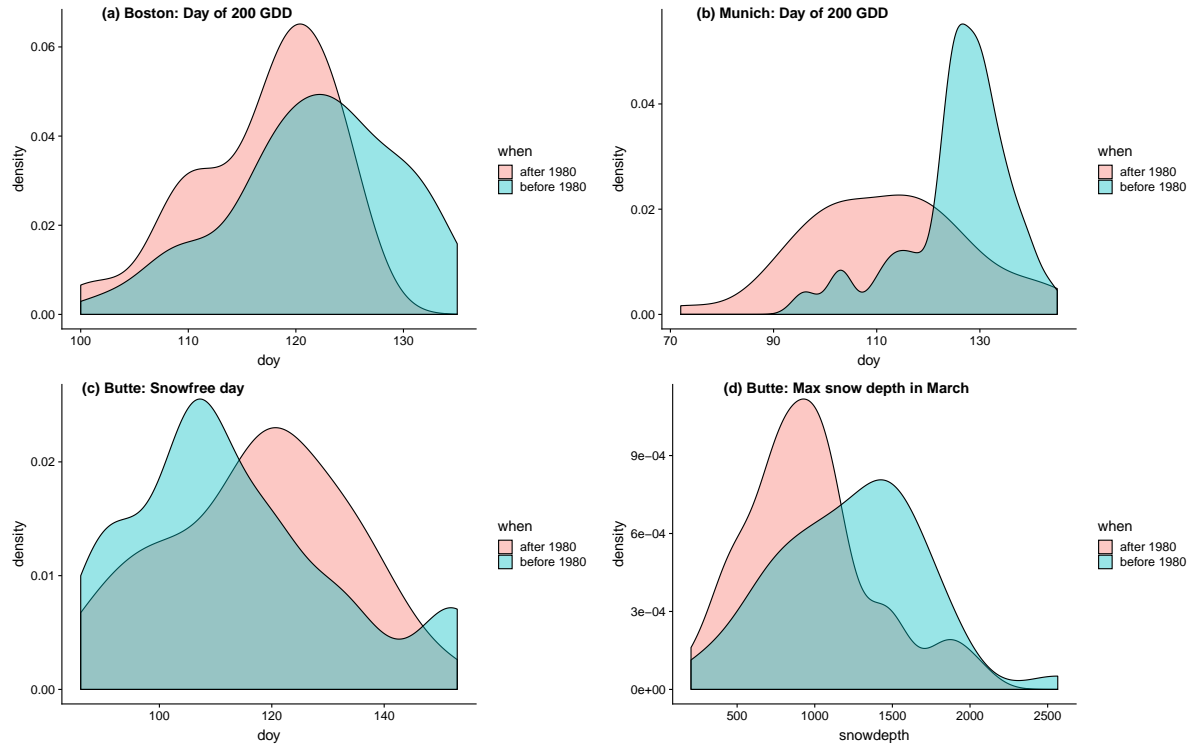 (a) Boston: Day of 200 GDD
0.06
0.04
0.02
0.00
density
100 110 120 130
doy
when
after 1980
before 1980
(b) Munich: Day of 200 GDD
0.04
0.02
0.00
density
70 90 110 130
doy
when
after 1980
before 1980
(c) Butte: Snowfree day
0.02
0.01
0.00
density
100 120 140
doy
when
after 1980
before 1980
(d) Butte: Max snow depth in March
9e−04
6e−04
3e−04
0e+00
density
500 1000 1500 2000 2500
snowdepth
when
after 1980
before 1980